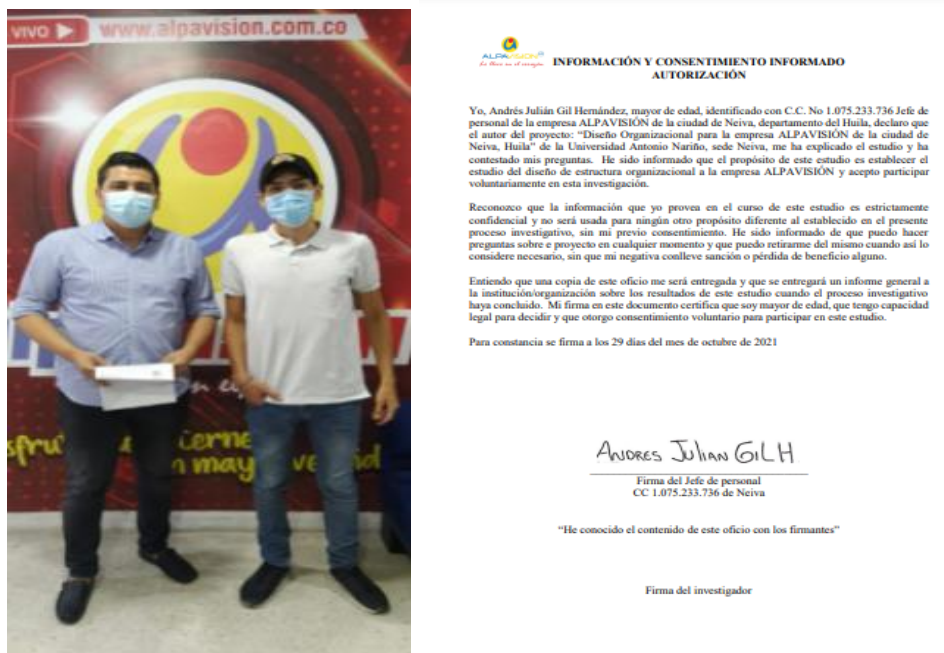 VIVO
www.alpavision.com.co
ALPAVISION
INFORMACIÓN Y CONSENTIMIENTO INFORMADO
AUTORIZACIÓN
Yo, Andrés Julián Gil Hernández, mayor de edad, identificado con C.C. No 1.075.233.736 Jefe de
personal de la empresa ALPAVISIÓN de la ciudad de Neiva, departamento del Huila, declaro que
el autor del proyecto: “Diseño Organizacional para la empresa ALPAVISIÓN de la ciudad de
Neiva, Huila” de la Universidad Antonio Nariño, sede Neiva, me ha explicado el estudio y ha
contestado mis preguntas. He sido informado que el propósito de este estudio es establecer el
estudio del diseño de estructura organizacional a la empresa ALPAVISIÓN y acepto participar
voluntariamente en esta investigación.
Reconozco que la información que yo provea en el curso de este estudio es estrictamente
confidencial y no será usada para ningún otro propósito diferente al establecido en el presente
proceso investigativo, sin mi previo consentimiento. He sido informado de que puedo hacer
preguntas sobre e proyecto en cualquier momento y que puedo retirarme del mismo cuando así lo
considere necesario, sin que mi negativa conlleve sanción o pérdida de beneficio alguno.
Entiendo que una copia de este oficio me será entregada y que se entregará un informe general a
la institución/organización sobre los resultados de este estudio cuando el proceso investigativo
haya concluido. Mi firma en este documento certifica que soy mayor de edad, que tengo capacidad
legal para decidir y que otorgo consentimiento voluntario para participar en este estudio.
Para constancia se firma a los 29 días del mes de octubre de 2021
ANDRES JULIAN GIL H
Firma del Jefe de personal
CC 1.075.233.736 de Neiva
“He conocido el contenido de este oficio con los firmantes”
Firma del investigador